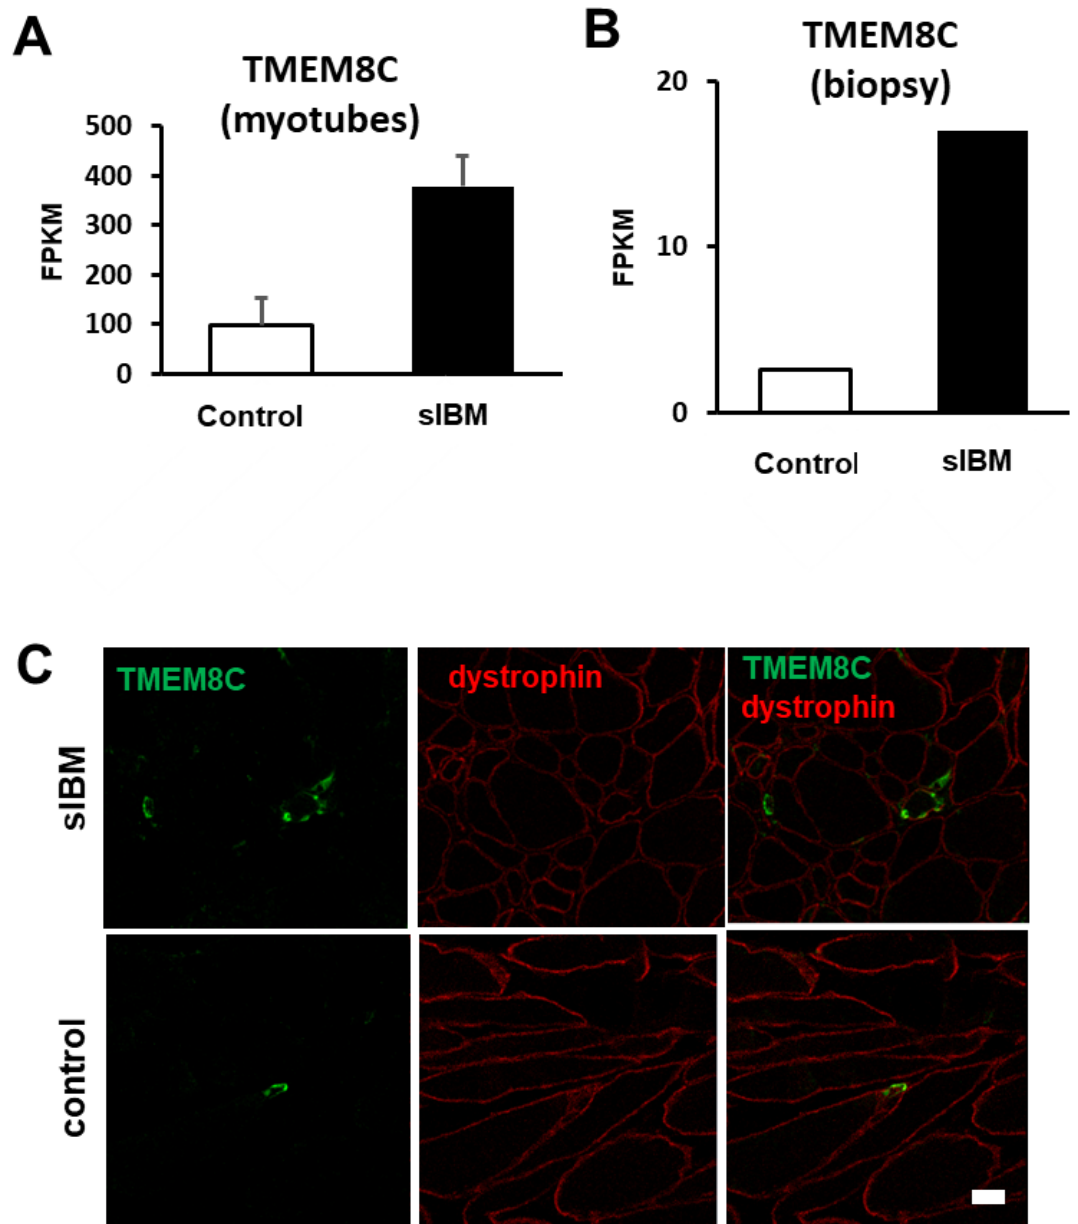 A
TMEM8C
(myotubes)
500
400
300
200
100
0
FPKM
Control
sIBM
B
TMEM8C
(biopsy)
20
10
0
FPKM
Control
sIBM
C
TMEM8C
dystrophin
TMEM8C
dystrophin
sIBM
control